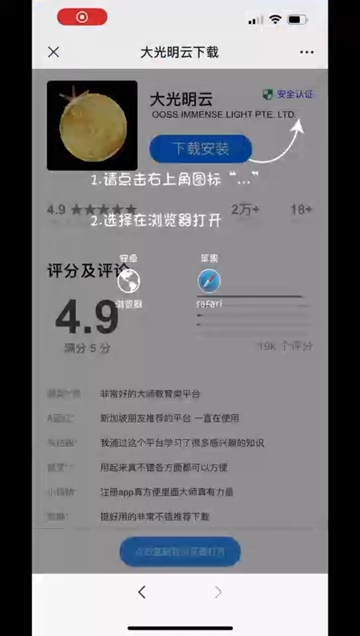 大光明云下载
大光明云
安全认证
OOSS IMMENSE LIGHT PTE. LTD.
下载安装
1.请点击右上角图标“...”
4.9 ★★★★★
2万+
18+
2.选择在浏览器打开
安卓
苹果
评分及评论
浏览器
safari
4.9
满分 5 分
19K 个评分
非常好的大师教育类平台
新加坡朋友推荐的平台 一直在使用
我通过这个平台学习了很多感兴趣的知识
用起来真不错各方面都可以方便
注册app真方便里面大师真有力量
挺好用的非常不错推荐下载